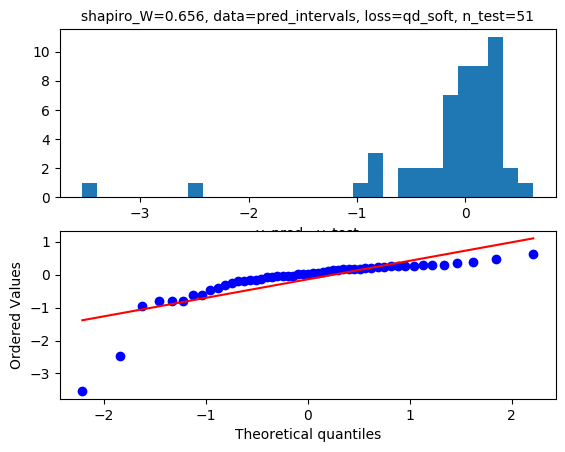 shapiro_W=0.656, data=pred_intervals, loss=qd_soft, n_test=51
10
8
6
4
2
0
−3 −2 −1 0
1
0
−1
−2
−3
Ordered Values
−2 −1 0 1 2
Theoretical quantiles